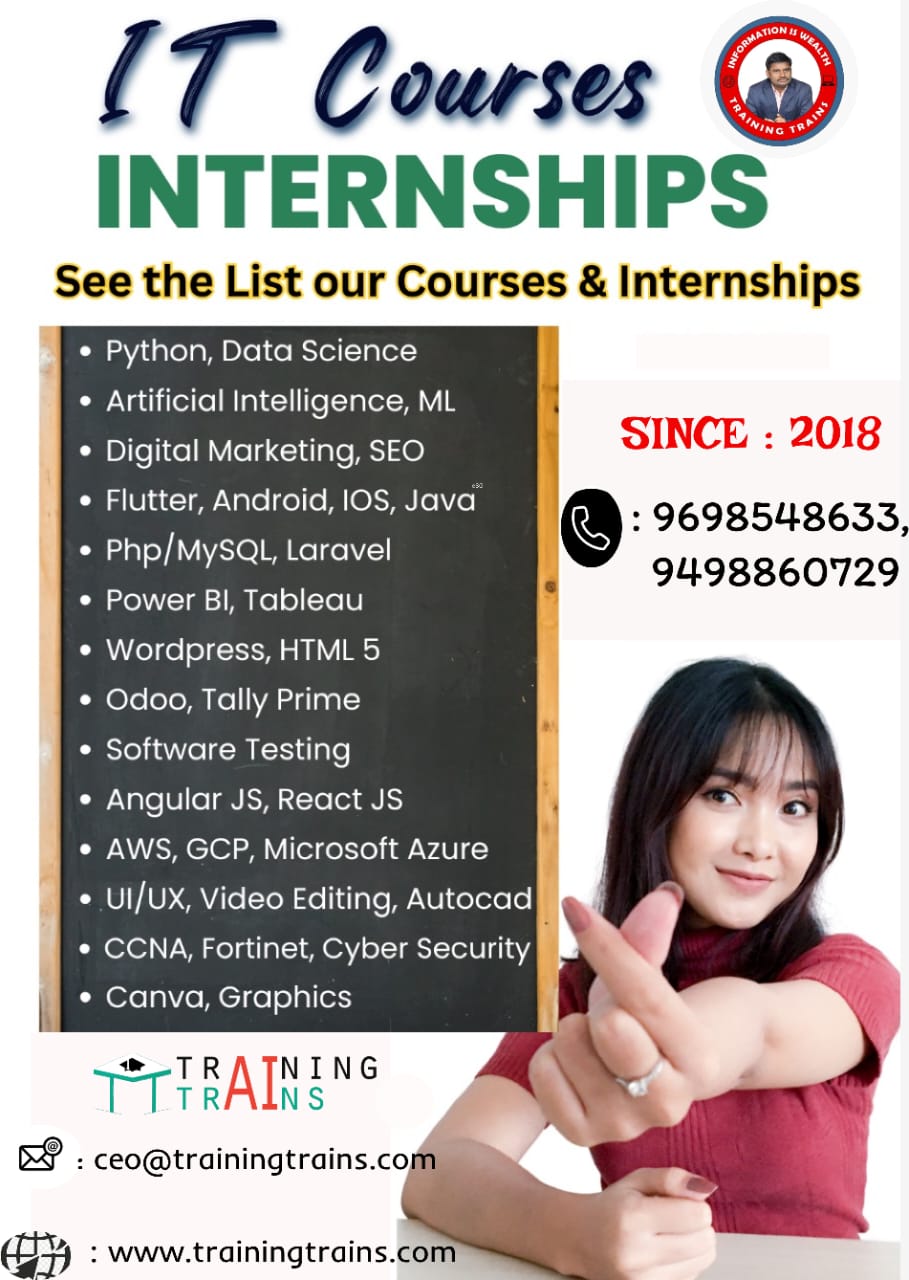 IT Courses
INFORMATION IS WEALTH
TRAINING TRAINS
INTERNSHIPS
See the List our Courses & Internships
• Python, Data Science
• Artificial Intelligence, ML
• Digital Marketing, SEO
• Flutter, Android, IOS, Java
• Php/MySQL, Laravel
• Power BI, Tableau
• Wordpress, HTML 5
• Odoo, Tally Prime
• Software Testing
• Angular JS, React JS
• AWS, GCP, Microsoft Azure
• UI/UX, Video Editing, Autocad
• CCNA, Fortinet, Cyber Security
• Canva, Graphics
SINCE : 2018
: 9698548633,
9498860729
TRAINING
TRAINS
: ceo@trainingtrains.com
: www.trainingtrains.com